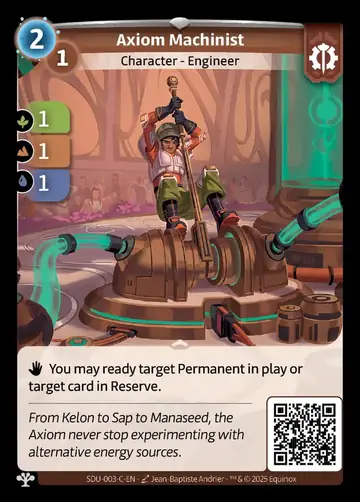 2
1
Axiom Machinist
Character - Engineer
1
1
1
You may ready target Permanent in play or
target card in Reserve.
From Kelon to Sap to Manaseed, the
Axiom never stop experimenting with
alternative energy sources.
SDU-003-C-EN - Jean-Baptiste Andrier - ™ & © 2025 Equinox